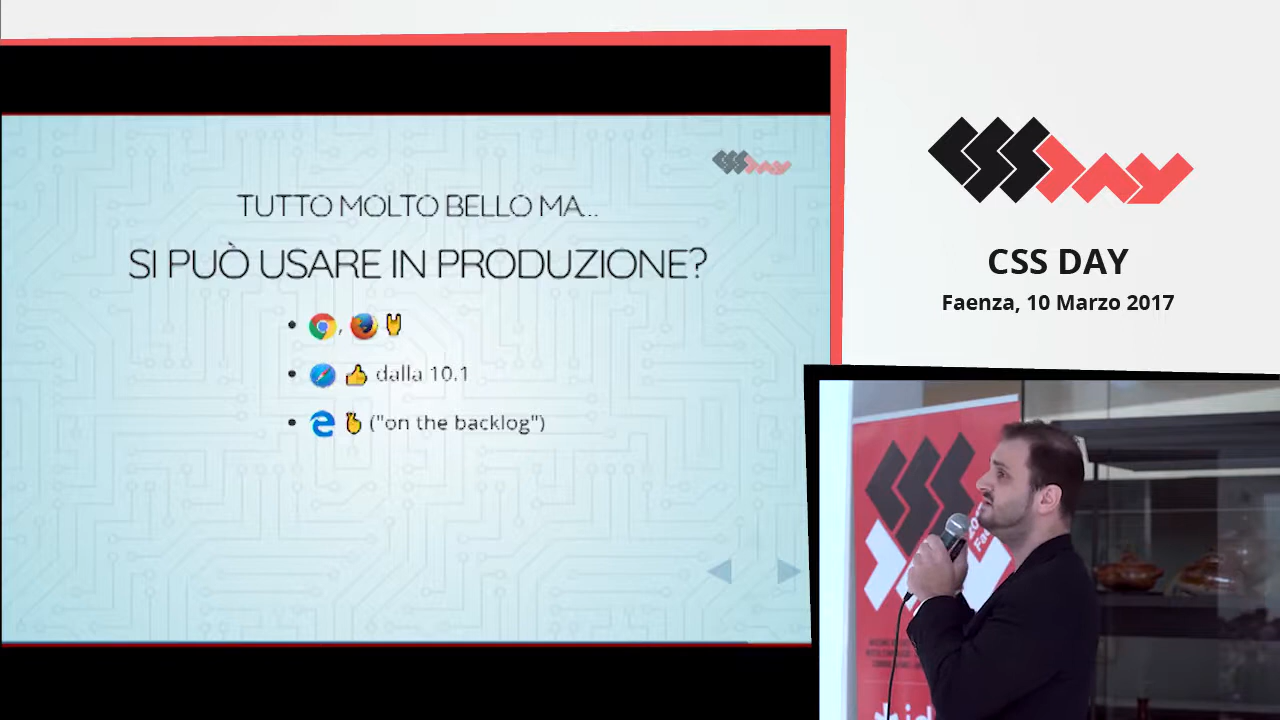 TUTTO MOLTO BELLO MA...
SI PUÒ USARE IN PRODUZIONE?
,
dalla 10.1
("on the backlog")
CSS DAY
Faenza, 10 Marzo 2017